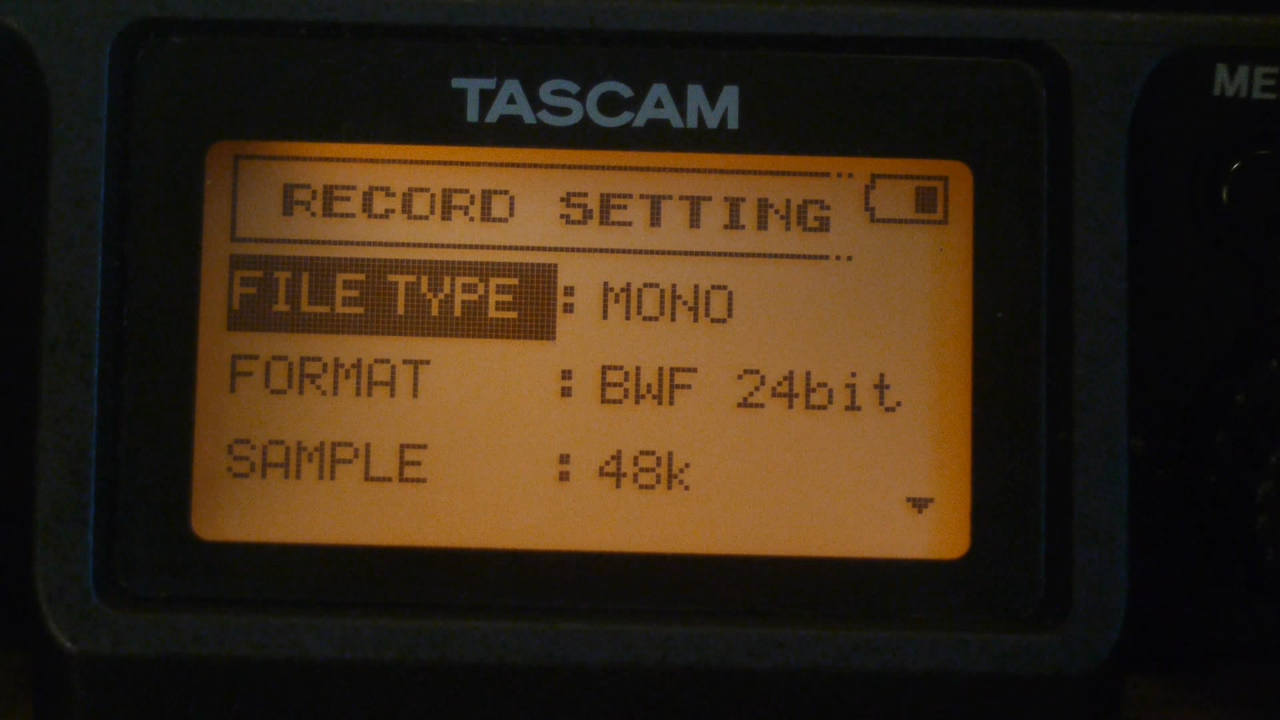 TASCAM
ME
RECORD SETTING
FILE TYPE : MONO
FORMAT : BWF 24bit
SAMPLE : 48k